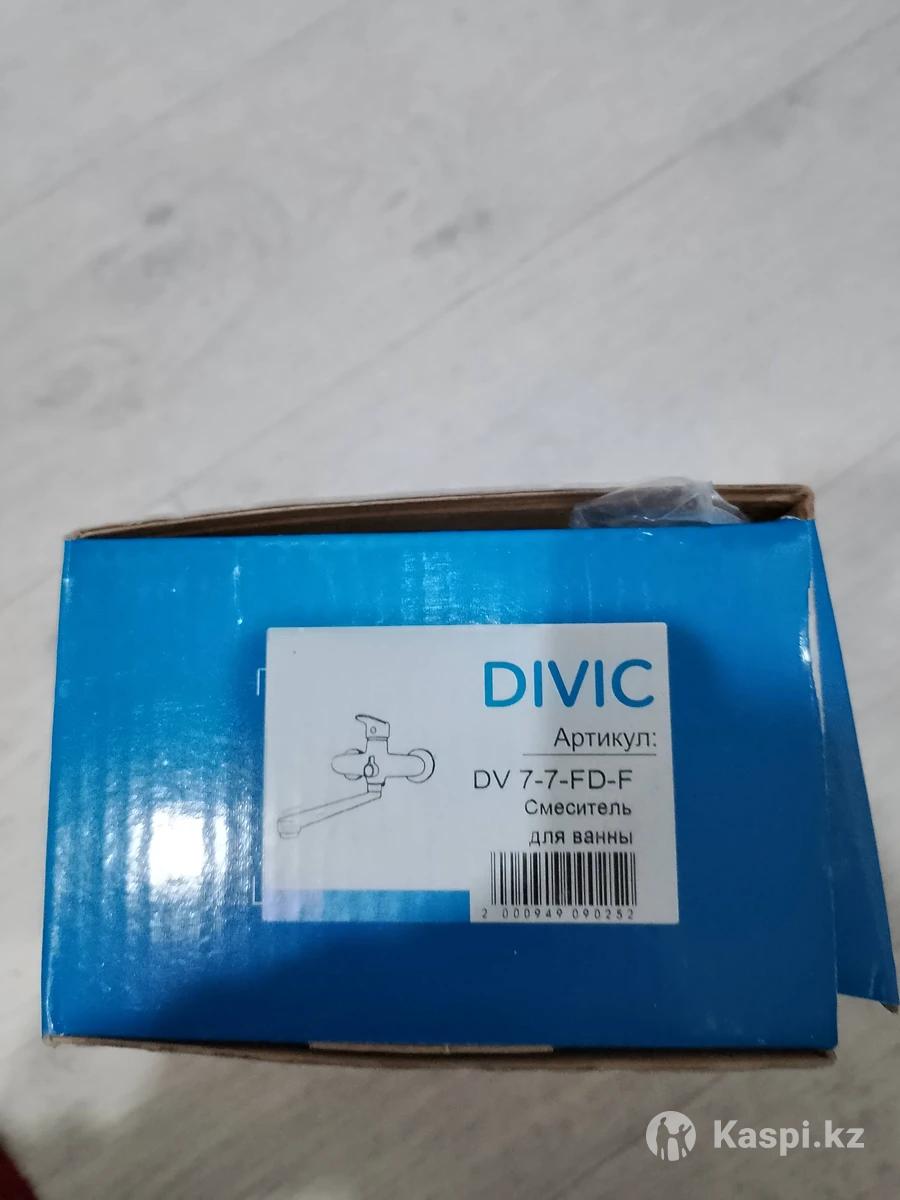 DIVIC
Артикул:
DV 7-7-FD-F
Смеситель
для ванны
2 000949 090252
Kaspi.kz